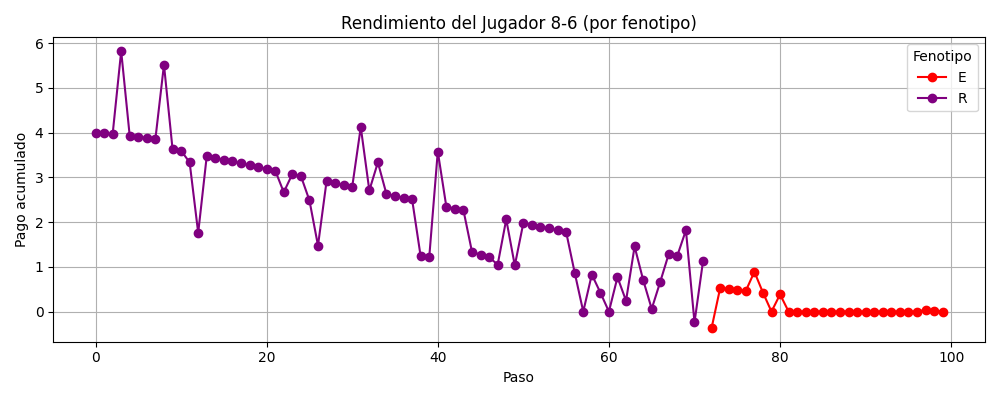 Rendimiento del Jugador 8-6 (por fenotipo)
Pago acumulado
6
5
4
3
2
1
0
Fenotipo
E
R
0 20 40 60 80 100
Paso